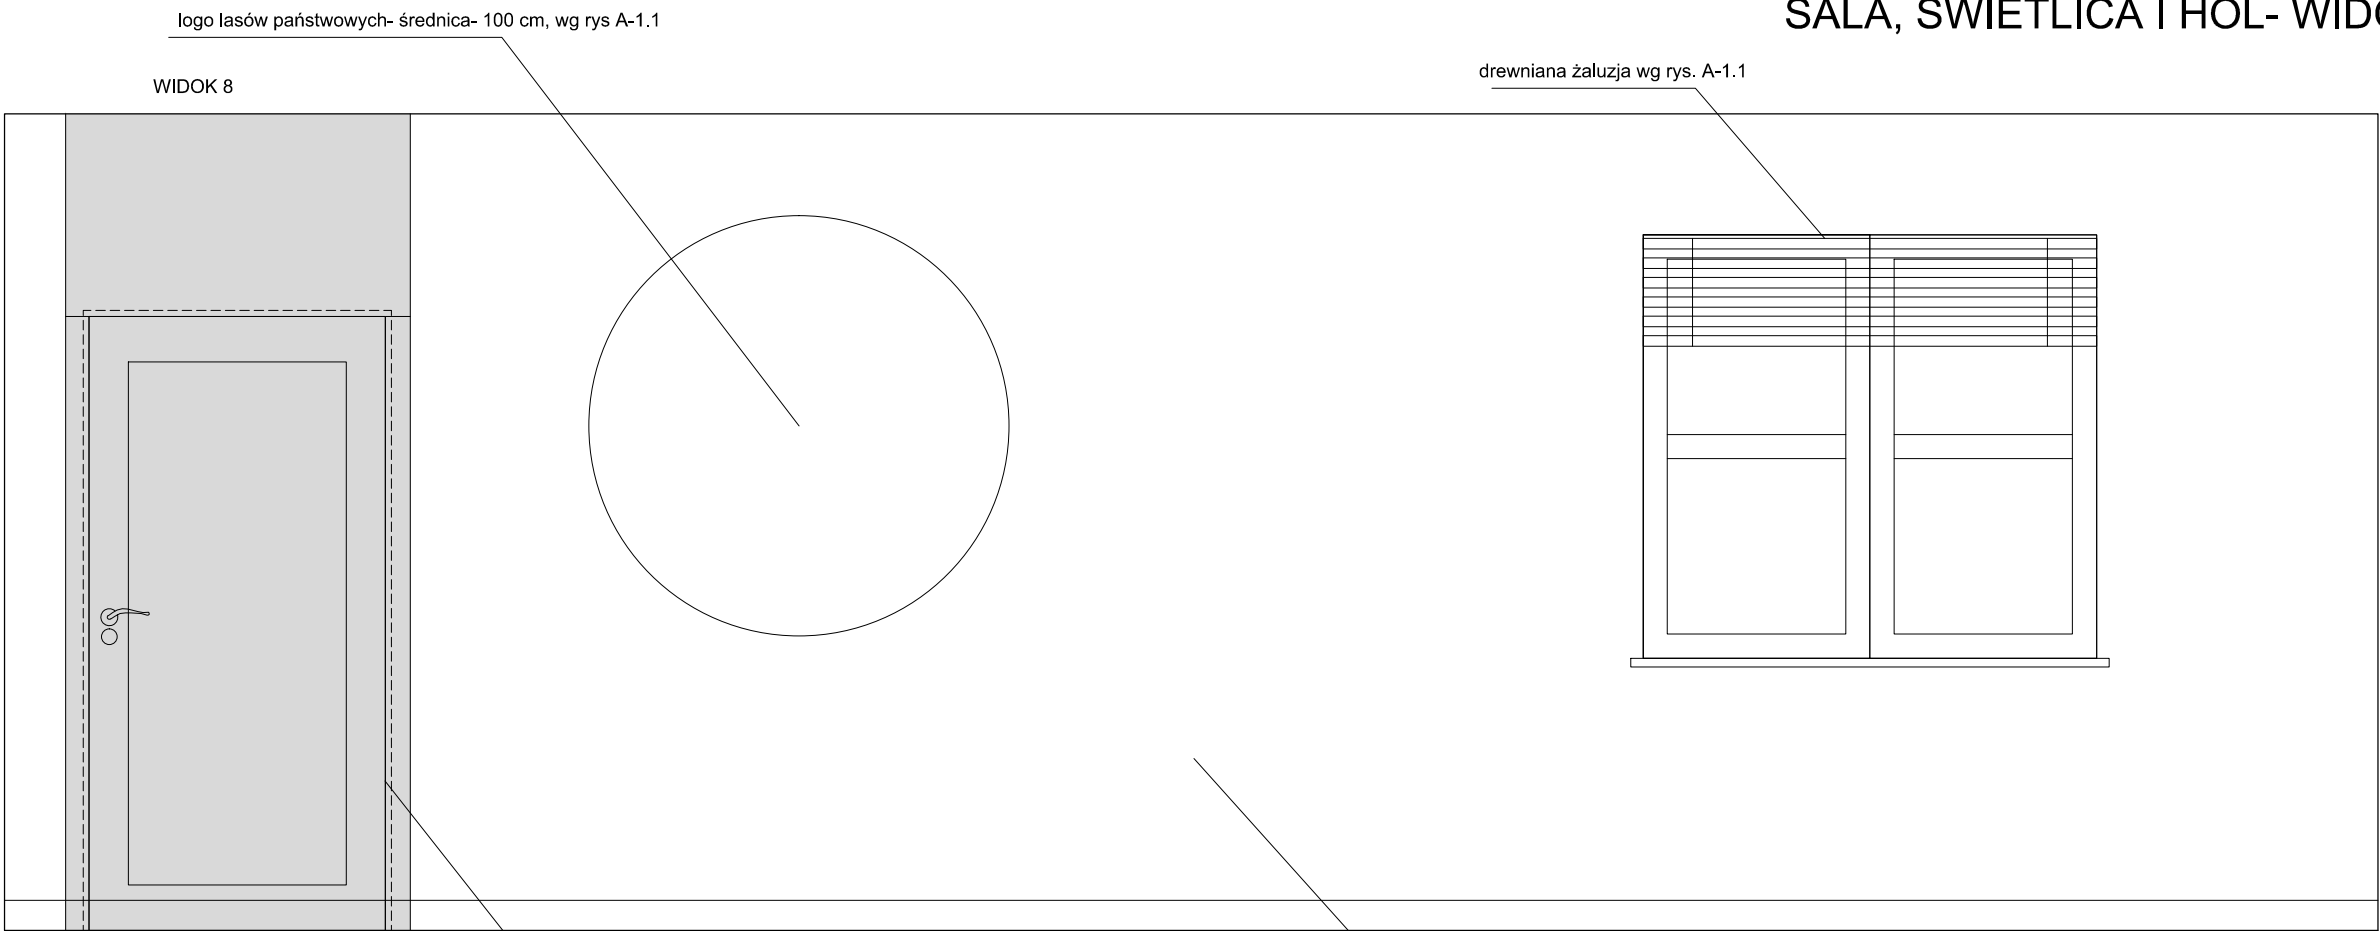 SALA, ŚWIETLICA I HOL-
logo lasów państwowych- średnica- 100 cm, wg rys A-1.1
drewniana żaluzja wg rys. A-1.1
WIDOK 8